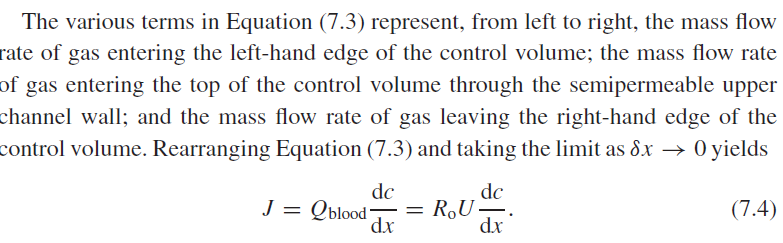 The various terms in Equation (7.3) represent, from left to right, the mass flow
rate of gas entering the left-hand edge of the control volume; the mass flow rate
of gas entering the top of the control volume through the semipermeable upper
channel wall; and the mass flow rate of gas leaving the right-hand edge of the
control volume. Rearranging Equation (7.3) and taking the limit as δx → 0 yields
J = Q_blood dc/dx = R_o U dc/dx. (7.4)